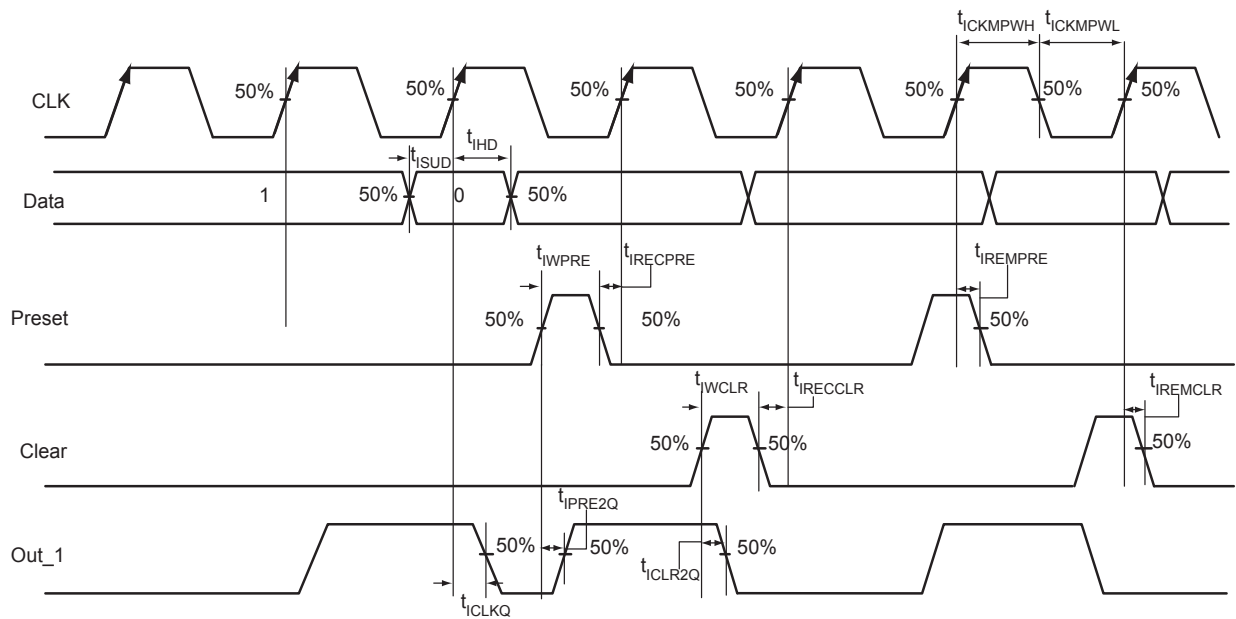 tICKMPWH tICKMPWL
CLK 50% 50% 50% 50% 50% 50% 50%
tISUD tIHD
Data 1 50% 0 50%
tIWPRE tIRECPRE tIREMPRE
Preset 50% 50% 50%
tIWCLR tIRECCLR tIREMCLR
Clear 50% 50% 50%
tIPRE2Q
Out_1 50% 50% 50%
tICLR2Q
tICLKQ